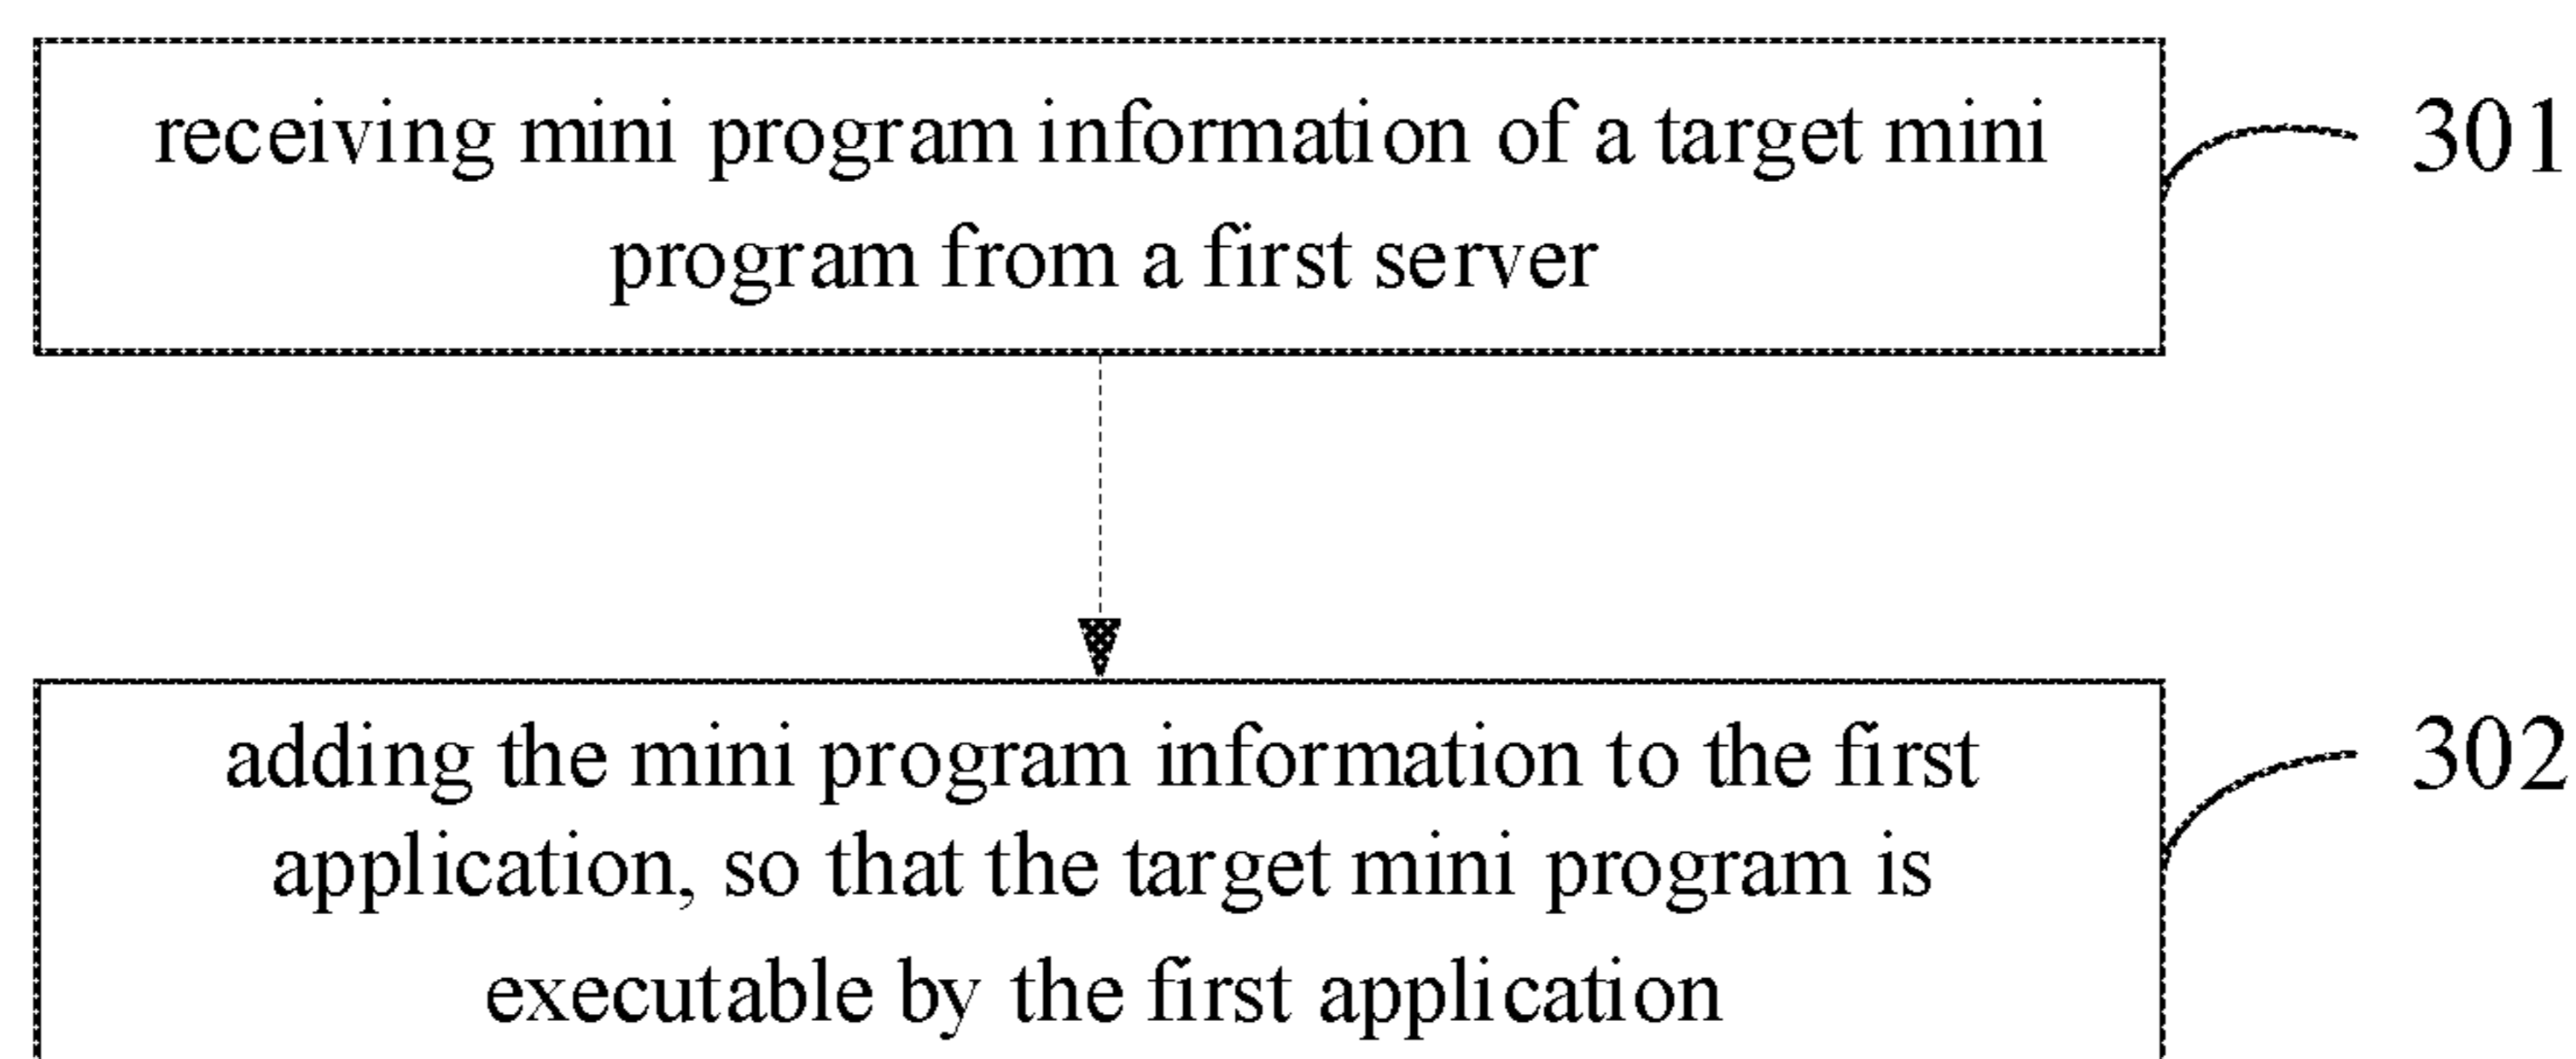 receiving mini program information of a target mini
program from a first server
301
adding the mini program information to the first
application, so that the target mini program is
executable by the first application
302